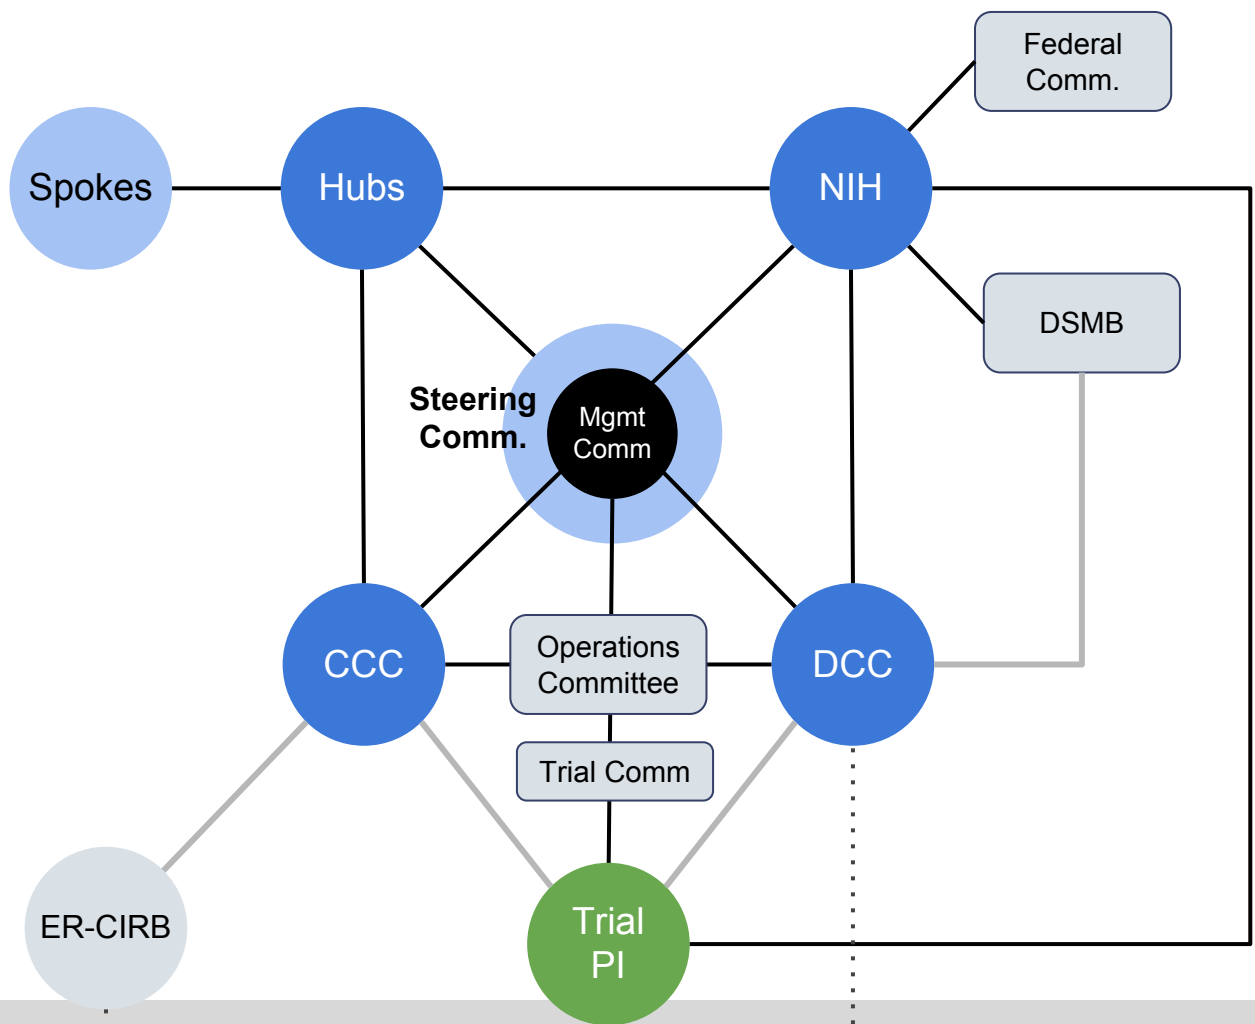 Federal
Comm.
Spokes
Hubs
NIH
DSMB
Steering
Comm.
Mgmt
Comm
CCC
Operations
Committee
DCC
Trial Comm
ER-CIRB
Trial
PI